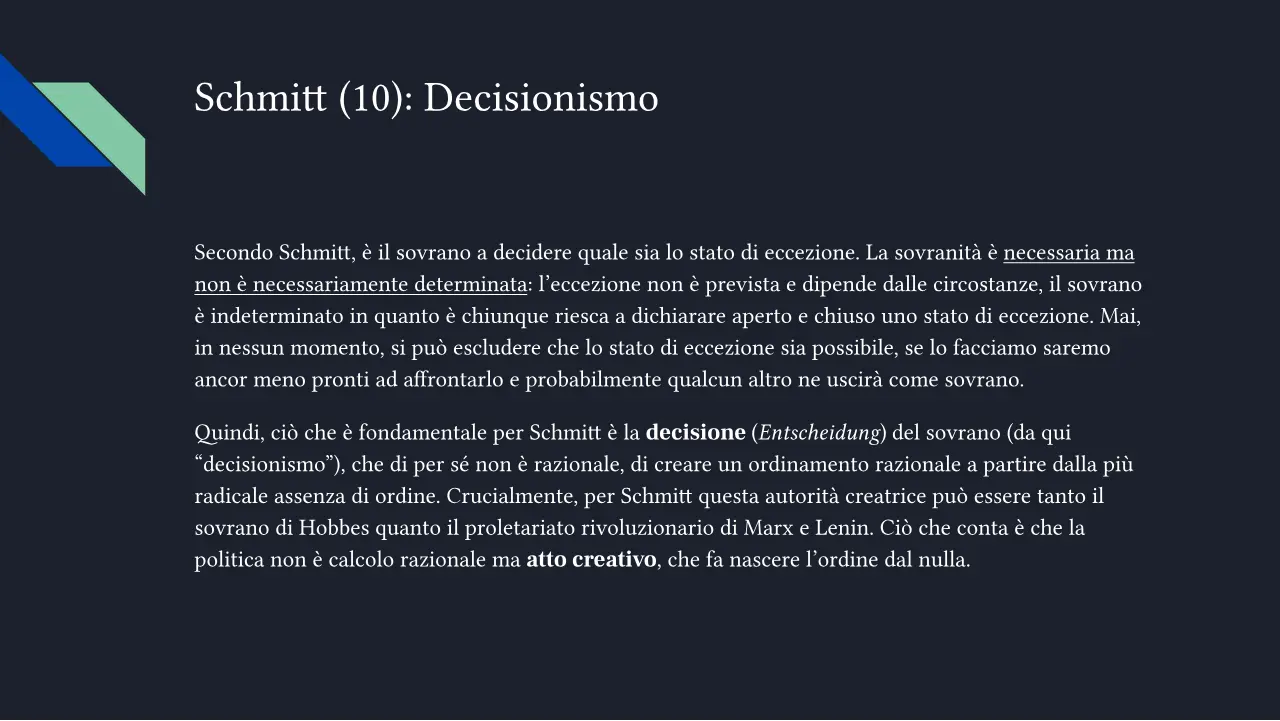 Schmitt (10): Decisionismo
Secondo Schmitt, è il sovrano a decidere quale sia lo stato di eccezione. La sovranità è necessaria ma
non è necessariamente determinata: l’eccezione non è prevista e dipende dalle circostanze, il sovrano
è indeterminato in quanto è chiunque riesca a dichiarare aperto e chiuso uno stato di eccezione. Mai,
in nessun momento, si può escludere che lo stato di eccezione sia possibile, se lo facciamo saremo
ancor meno pronti ad affrontarlo e probabilmente qualcun altro ne uscirà come sovrano.
Quindi, ciò che è fondamentale per Schmitt è la decisione (Entscheidung) del sovrano (da qui
“decisionismo”), che di per sé non è razionale, di creare un ordinamento razionale a partire dalla più
radicale assenza di ordine. Crucialmente, per Schmitt questa autorità creatrice può essere tanto il
sovrano di Hobbes quanto il proletariato rivoluzionario di Marx e Lenin. Ciò che conta è che la
politica non è calcolo razionale ma atto creativo, che fa nascere l’ordine dal nulla.